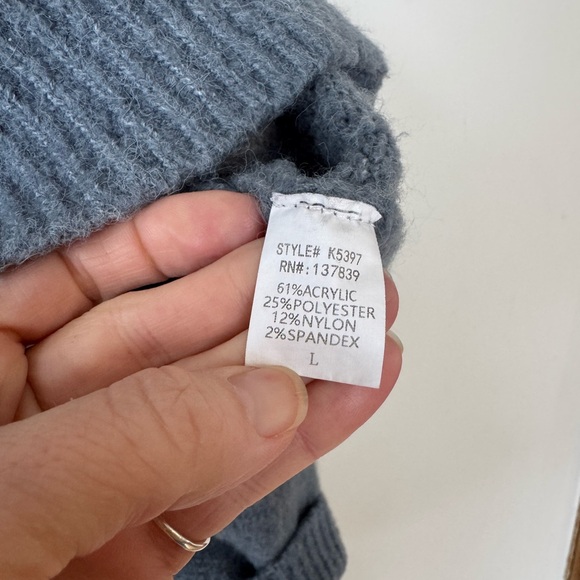 STYLE# K5397
RN#:137839
61%ACRYLIC
25%POLYESTER
12%NYLON
2%SPANDEX
L